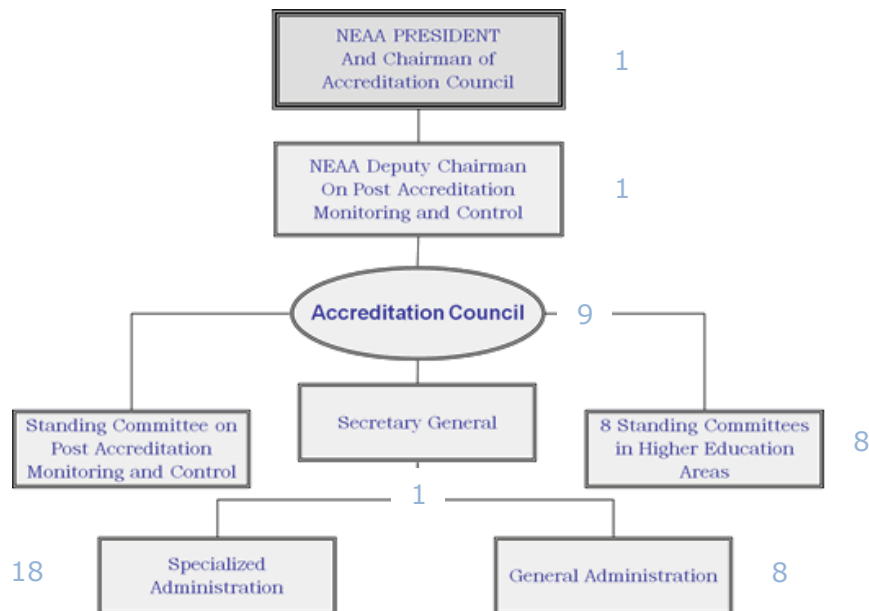 NEAA PRESIDENT
And Chairman of
Accreditation Council
1
NEAA Deputy Chairman
On Post Accreditation
Monitoring and Control
1
Accreditation Council
9
Standing Committee on
Post Accreditation
Monitoring and Control
Secretary General
8 Standing Committees
in Higher Education
Areas
8
1
18
Specialized
Administration
General Administration
8